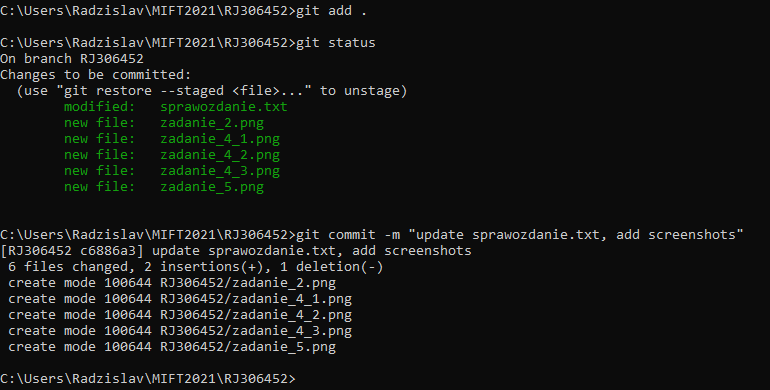 C:\Users\Radzislav\MIFT2021\RJ306452>git add .
C:\Users\Radzislav\MIFT2021\RJ306452>git status
On branch RJ306452
Changes to be committed:
  (use "git restore --staged <file>..." to unstage)
        modified:   sprawozdanie.txt
        new file:   zadanie_2.png
        new file:   zadanie_4_1.png
        new file:   zadanie_4_2.png
        new file:   zadanie_4_3.png
        new file:   zadanie_5.png
C:\Users\Radzislav\MIFT2021\RJ306452>git commit -m "update sprawozdanie.txt, add screenshots"
[RJ306452 c6886a3] update sprawozdanie.txt, add screenshots
 6 files changed, 2 insertions(+), 1 deletion(-)
 create mode 100644 RJ306452/zadanie_2.png
 create mode 100644 RJ306452/zadanie_4_1.png
 create mode 100644 RJ306452/zadanie_4_2.png
 create mode 100644 RJ306452/zadanie_4_3.png
 create mode 100644 RJ306452/zadanie_5.png
C:\Users\Radzislav\MIFT2021\RJ306452>